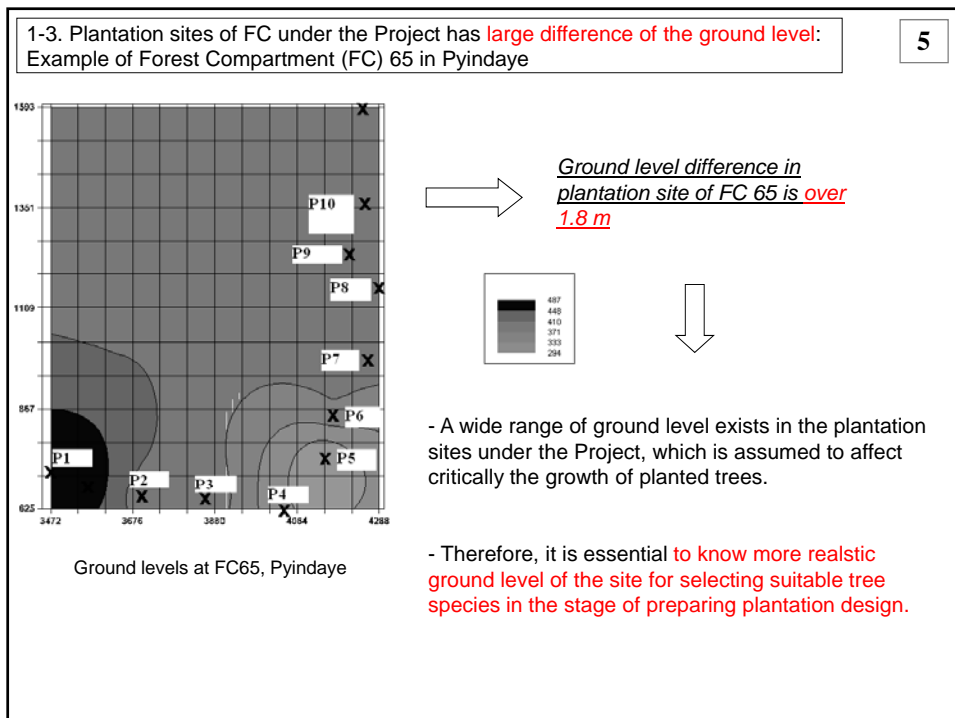 1-3. Plantation sites of FC under the Project has large difference of the ground level:
Example of Forest Compartment (FC) 65 in Pyindaye
5
1593
1351
1109
867
625
3472
3676
3880
4084
4288
P10
P9
P8
P7
P6
P5
P1
P2
P3
P4
Ground levels at FC65, Pyindaye
Ground level difference in
plantation site of FC 65 is over
1.8 m
487
448
410
371
333
294
- A wide range of ground level exists in the plantation
sites under the Project, which is assumed to affect
critically the growth of planted trees.
- Therefore, it is essential to know more realstic
ground level of the site for selecting suitable tree
species in the stage of preparing plantation design.